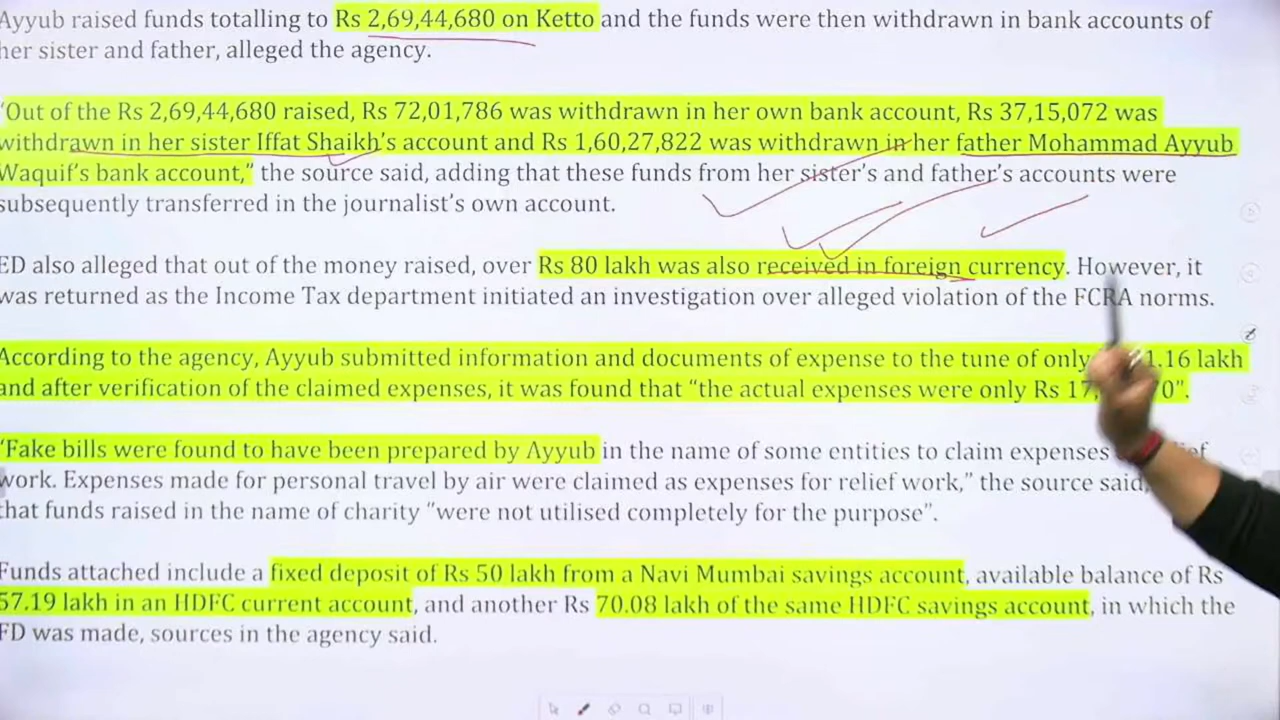 Ayyub raised funds totalling to Rs 2,69,44,680 on Ketto and the funds were then withdrawn in bank accounts of
her sister and father, alleged the agency.
“Out of the Rs 2,69,44,680 raised, Rs 72,01,786 was withdrawn in her own bank account, Rs 37,15,072 was
withdrawn in her sister Iffat Shaikh’s account and Rs 1,60,27,822 was withdrawn in her father Mohammad Ayyub
Waquif’s bank account,” the source said, adding that these funds from her sister’s and father’s accounts were
subsequently transferred in the journalist’s own account.
ED also alleged that out of the money raised, over Rs 80 lakh was also received in foreign currency. However, it
was returned as the Income Tax department initiated an investigation over alleged violation of the FCRA norms.
According to the agency, Ayyub submitted information and documents of expense to the tune of only 1.16 lakh
and after verification of the claimed expenses, it was found that “the actual expenses were only Rs 17, 70”.
“Fake bills were found to have been prepared by Ayyub in the name of some entities to claim expenses
work. Expenses made for personal travel by air were claimed as expenses for relief work,” the source said,
that funds raised in the name of charity “were not utilised completely for the purpose”.
Funds attached include a fixed deposit of Rs 50 lakh from a Navi Mumbai savings account, available balance of Rs
57.19 lakh in an HDFC current account, and another Rs 70.08 lakh of the same HDFC savings account, in which the
FD was made, sources in the agency said.